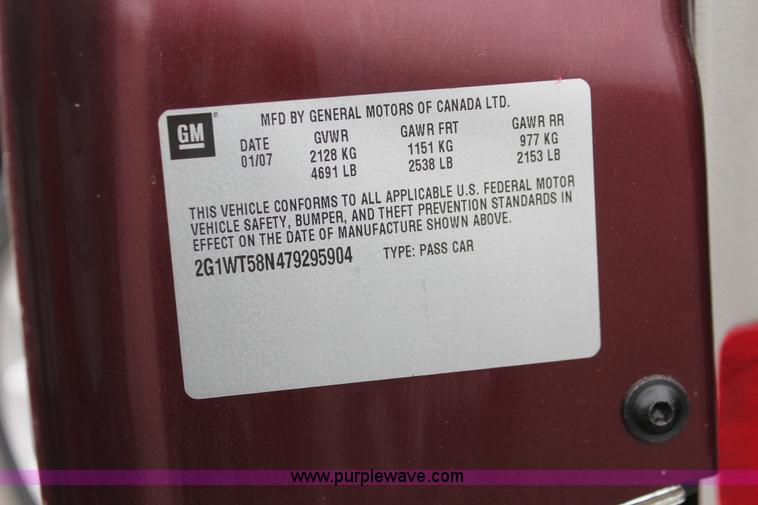 GM
MFD BY GENERAL MOTORS OF CANADA LTD.
DATE GVWR GAWR FRT GAWR RR
01/07 2128 KG 1151 KG 977 KG
4691 LB 2538 LB 2153 LB
THIS VEHICLE CONFORMS TO ALL APPLICABLE U.S. FEDERAL MOTOR
VEHICLE SAFETY, BUMPER, AND THEFT PREVENTION STANDARDS IN
EFFECT ON THE DATE OF MANUFACTURE SHOWN ABOVE.
2G1WT58N479295904 TYPE: PASS CAR
www.purplewave.com